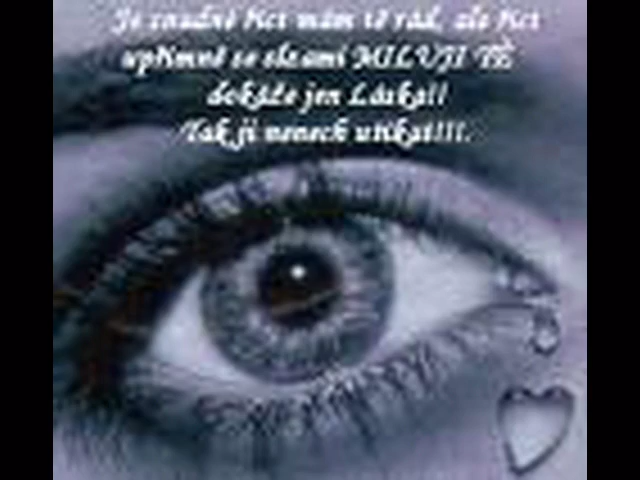 Je snadné říct mám tě rád, ale říct
upřímně se slzami MILUJI TĚ
dokáže jen Láska!!
Tak ji nenech utíkat!!!.